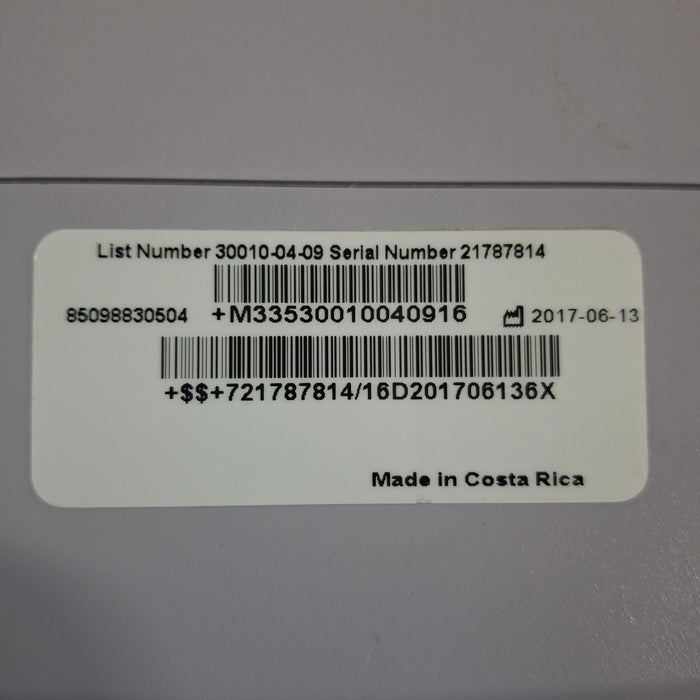 List Number 30010-04-09 Serial Number 21787814
85098830504 +M33530010040916 2017-06-13
+$$+721787814/16D201706136X
Made in Costa Rica